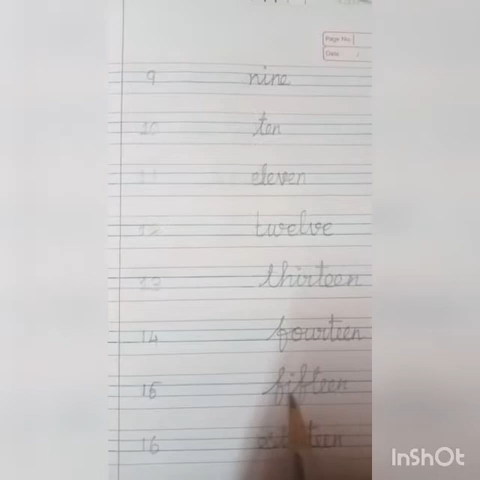 Page No
Date
9 nine
10 ten
11 eleven
12 twelve
13 thirteen
14 fourteen
15 fifteen
16
InShOt